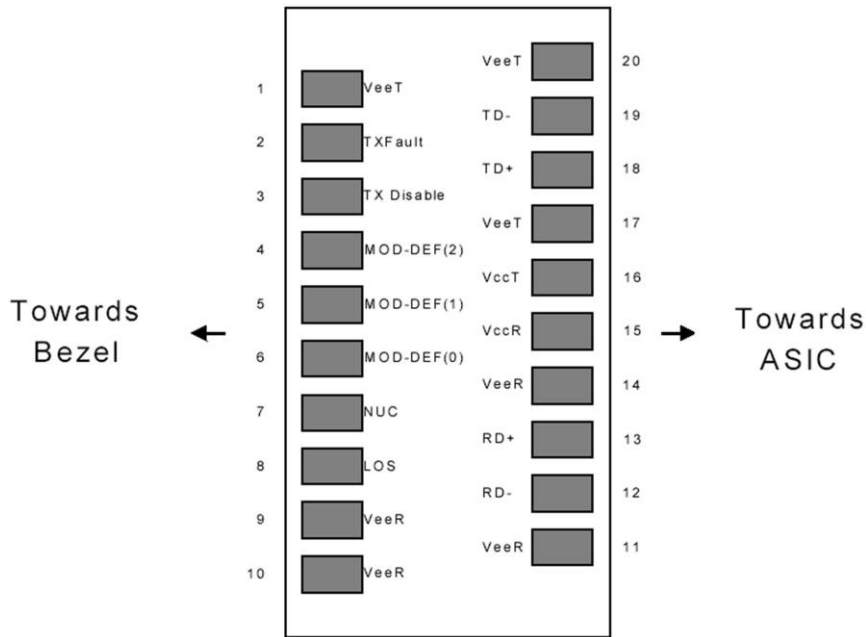 VeeT 20
1 VeeT
TD- 19
2 TXFault
TD+ 18
3 TX Disable
VeeT 17
4 MOD-DEF(2)
VccT 16
5 MOD-DEF(1)
Towards
Bezel
VccR 15
Towards
ASIC
6 MOD-DEF(0)
VeeR 14
7 NUC
RD+ 13
8 LOS
RD- 12
9 VeeR
VeeR 11
10 VeeR